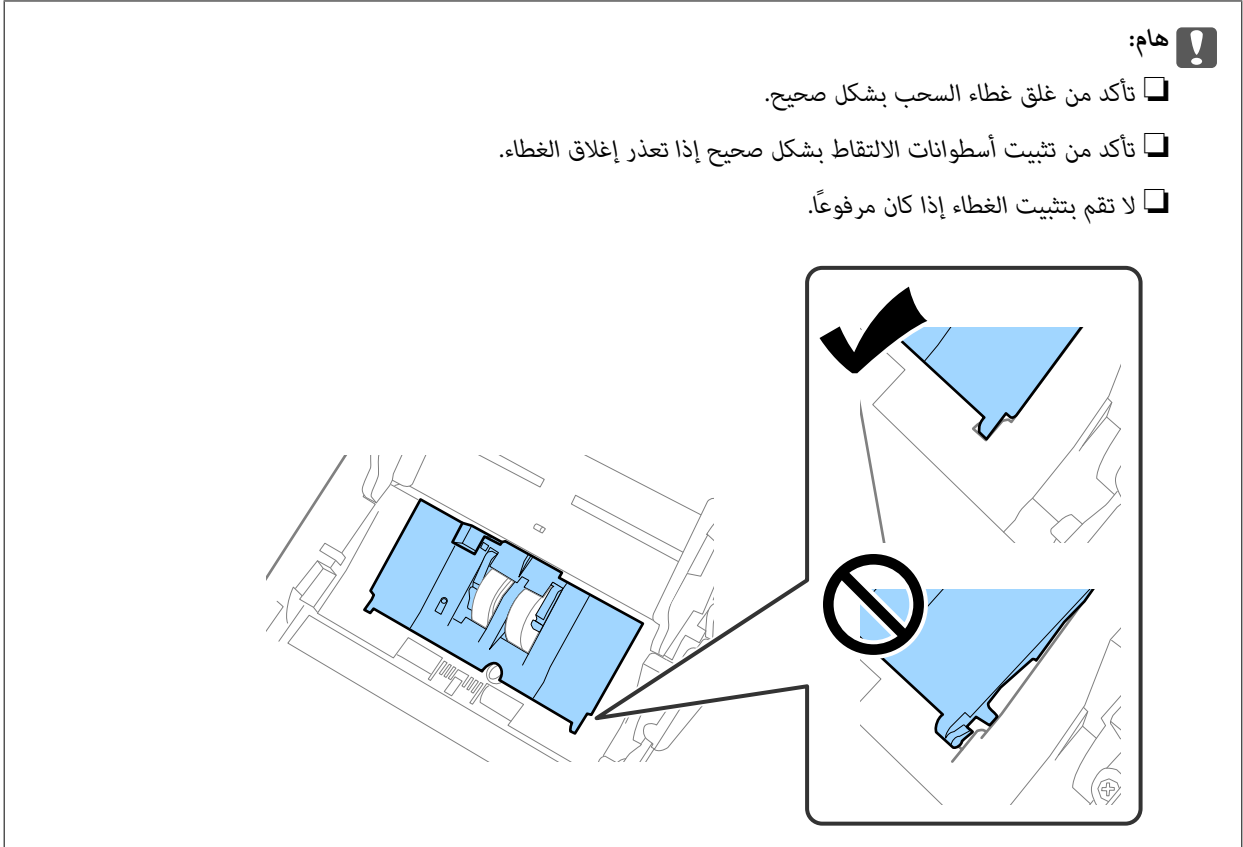 هام:
❏ تأكد من غلق غطاء السحب بشكل صحيح.
❏ تأكد من تثبيت أسطوانات الالتقاط بشكل صحيح إذا تعذر إغلاق الغطاء.
❏ لا تقم بتثبيت الغطاء إذا كان مرفوعًا.